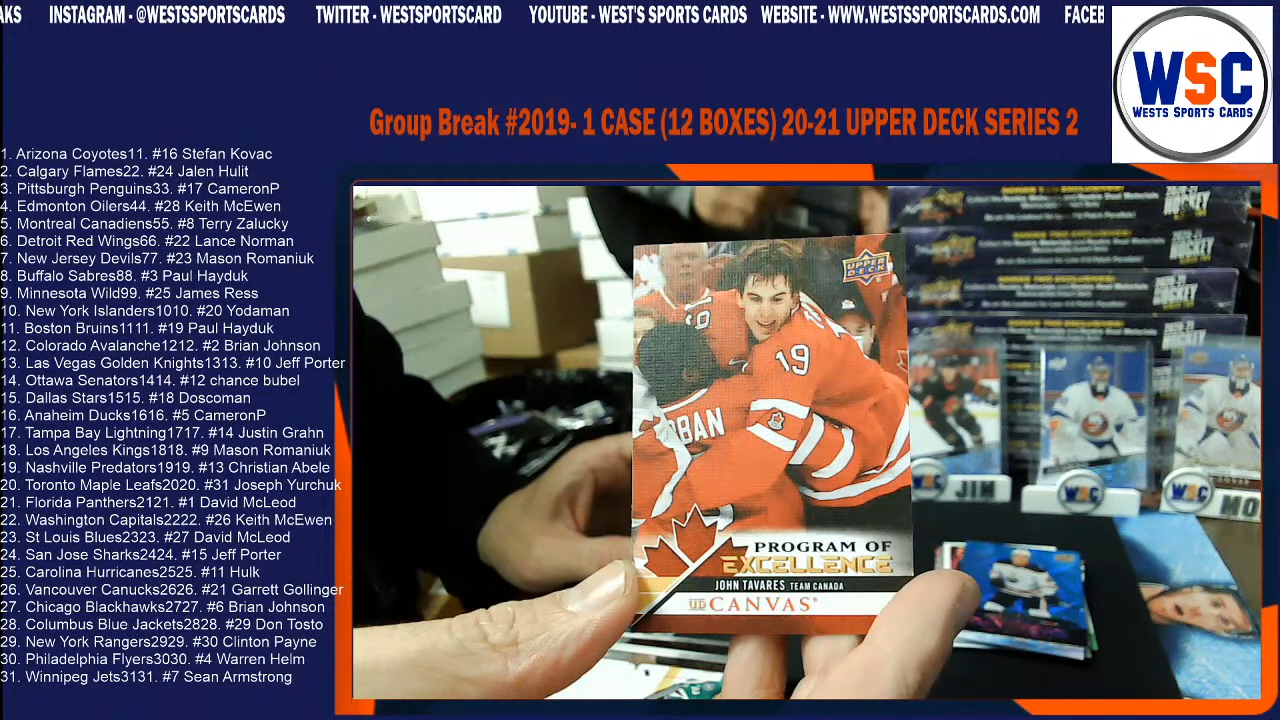 AKS INSTAGRAM - @WESTSSPORTSCARDS TWITTER - WESTSPORTSCARD YOUTUBE - WEST'S SPORTS CARDS WEBSITE - WWW.WESTSSPORTSCARDS.COM FACEB
WSC
WESTS SPORTS CARDS
Group Break #2019- 1 CASE (12 BOXES) 20-21 UPPER DECK SERIES 2
1. Arizona Coyotes11. #16 Stefan Kovac
2. Calgary Flames22. #24 Jalen Hulit
3. Pittsburgh Penguins33. #17 CameronP
4. Edmonton Oilers44. #28 Keith McEwen
5. Montreal Canadiens55. #8 Terry Zalucky
6. Detroit Red Wings66. #22 Lance Norman
7. New Jersey Devils77. #23 Mason Romaniuk
8. Buffalo Sabres88. #3 Paul Hayduk
9. Minnesota Wild99. #25 James Ress
10. New York Islanders1010. #20 Yodaman
11. Boston Bruins1111. #19 Paul Hayduk
12. Colorado Avalanche1212. #2 Brian Johnson
13. Las Vegas Golden Knights1313. #10 Jeff Porter
14. Ottawa Senators1414. #12 chance bubel
15. Dallas Stars1515. #18 Doscoman
16. Anaheim Ducks1616. #5 CameronP
17. Tampa Bay Lightning1717. #14 Justin Grahn
18. Los Angeles Kings1818. #9 Mason Romaniuk
19. Nashville Predators1919. #13 Christian Abele
20. Toronto Maple Leafs2020. #31 Joseph Yurchuk
21. Florida Panthers2121. #1 David McLeod
22. Washington Capitals2222. #26 Keith McEwen
23. St Louis Blues2323. #27 David McLeod
24. San Jose Sharks2424. #15 Jeff Porter
25. Carolina Hurricanes2525. #11 Hulk
26. Vancouver Canucks2626. #21 Garrett Gollinger
27. Chicago Blackhawks2727. #6 Brian Johnson
28. Columbus Blue Jackets2828. #29 Don Tosto
29. New York Rangers2929. #30 Clinton Payne
30. Philadelphia Flyers3030. #4 Warren Helm
31. Winnipeg Jets3131. #7 Sean Armstrong
UPPER DECK
19
19
BBAN
PROGRAM OF
EXCELLENCE
JOHN TAVARES TEAM CANADA
UD CANVAS
HOCKEY
WSC JIM
WSC
WSC MO